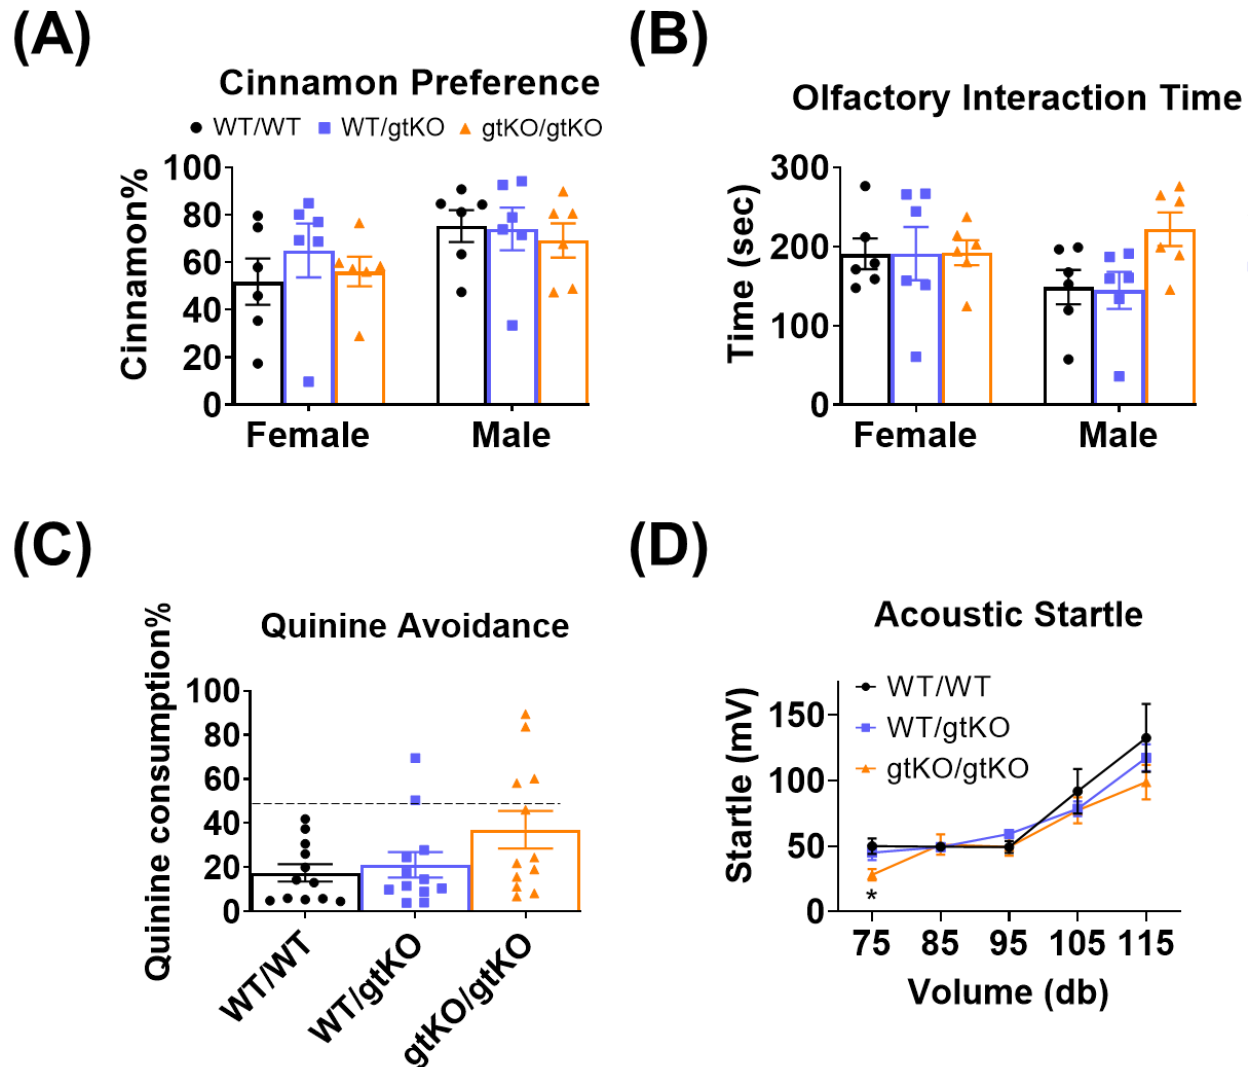 (A)
Cinnamon Preference
WT/WT WT/gtKO gtKO/gtKO
Cinnamon%
100
80
60
40
20
0
Female Male
(B)
Olfactory Interaction Time
Time (sec)
300
200
100
0
Female Male
(C)
Quinine Avoidance
Quinine consumption%
100
80
60
40
20
0
WT/WT
WT/gtKO
gtKO/gtKO
(D)
Acoustic Startle
WT/WT
WT/gtKO
gtKO/gtKO
Startle (mV)
150
100
50
0
*
75 85 95 105 115
Volume (db)